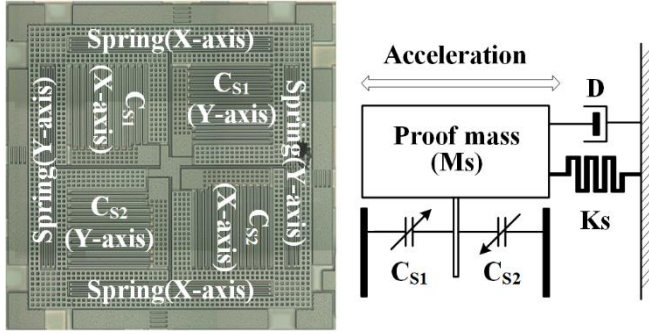 Spring(X-axis)
Spring(Y-axis)
CS1
(X-axis)
CS1
(Y-axis)
Spring(Y-axis)
CS2
(Y-axis)
CS2
(X-axis)
Spring(X-axis)
Acceleration
D
Proof mass
(Ms)
Ks
CS1
CS2